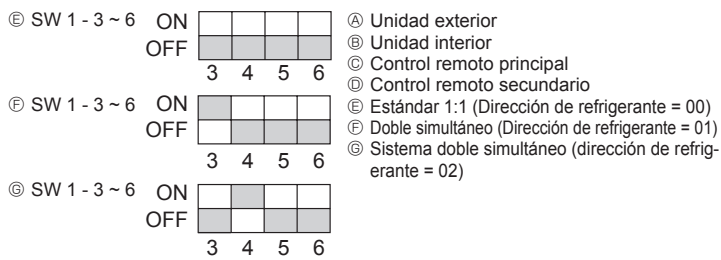 Ⓔ SW 1 - 3 ~ 6 ON
OFF
3 4 5 6
Ⓕ SW 1 - 3 ~ 6 ON
OFF
3 4 5 6
Ⓖ SW 1 - 3 ~ 6 ON
OFF
3 4 5 6
Ⓐ Unidad exterior
Ⓑ Unidad interior
Ⓒ Control remoto principal
Ⓓ Control remoto secundario
Ⓔ Estándar 1:1 (Dirección de refrigerante = 00)
Ⓕ Doble simultáneo (Dirección de refrigerante = 01)
Ⓖ Sistema doble simultáneo (dirección de refrig-
erante = 02)